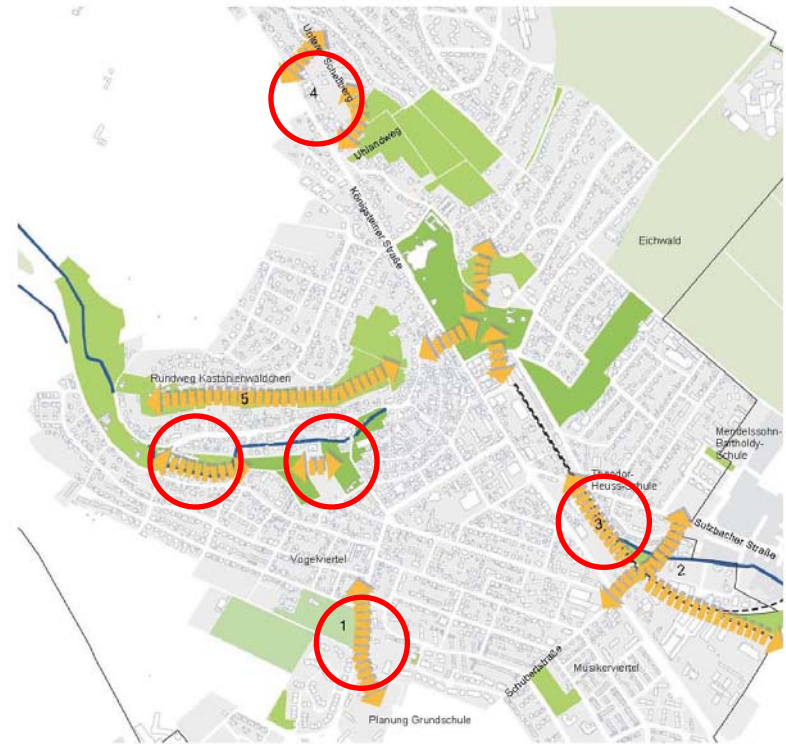 Unterer Schellberg
4
Uhlandweg
Königsteiner Straße
Eichwald
Rundweg Kastanienwäldchen
5
Mendelssohn-
Bartholdy-
Schule
Theodor-
Heuss-Schule
3
Sulzbacher Straße
2
Vogelviertel
1
Schubertstraße
Musikerviertel
Planung Grundschule